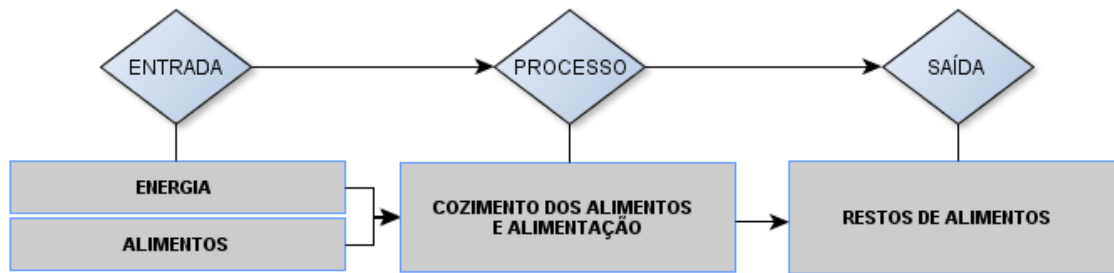 ENTRADA
PROCESSO
SAÍDA
ENERGIA
ALIMENTOS
COZIMENTO DOS ALIMENTOS
E ALIMENTAÇÃO
RESTOS DE ALIMENTOS